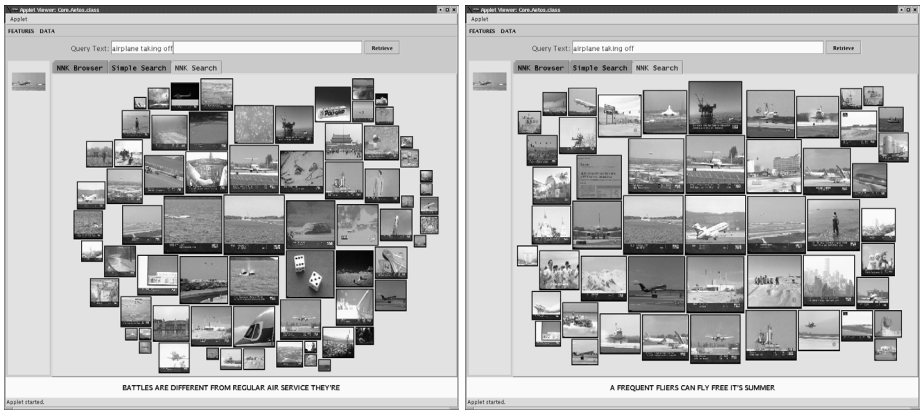 Applet Viewer: Core.Aetos.class
Applet
FEATURES DATA
Query Text: airplane taking off Retrieve
NNK Browser Simple Search NNK Search
BATTLES ARE DIFFERENT FROM REGULAR AIR SERVICE THEY'RE
Applet started.
Applet Viewer: Core.Aetos.class
Applet
FEATURES DATA
Query Text: airplane taking off Retrieve
NNK Browser Simple Search NNK Search
A FREQUENT FLIERS CAN FLY FREE IT'S SUMMER
Applet started.